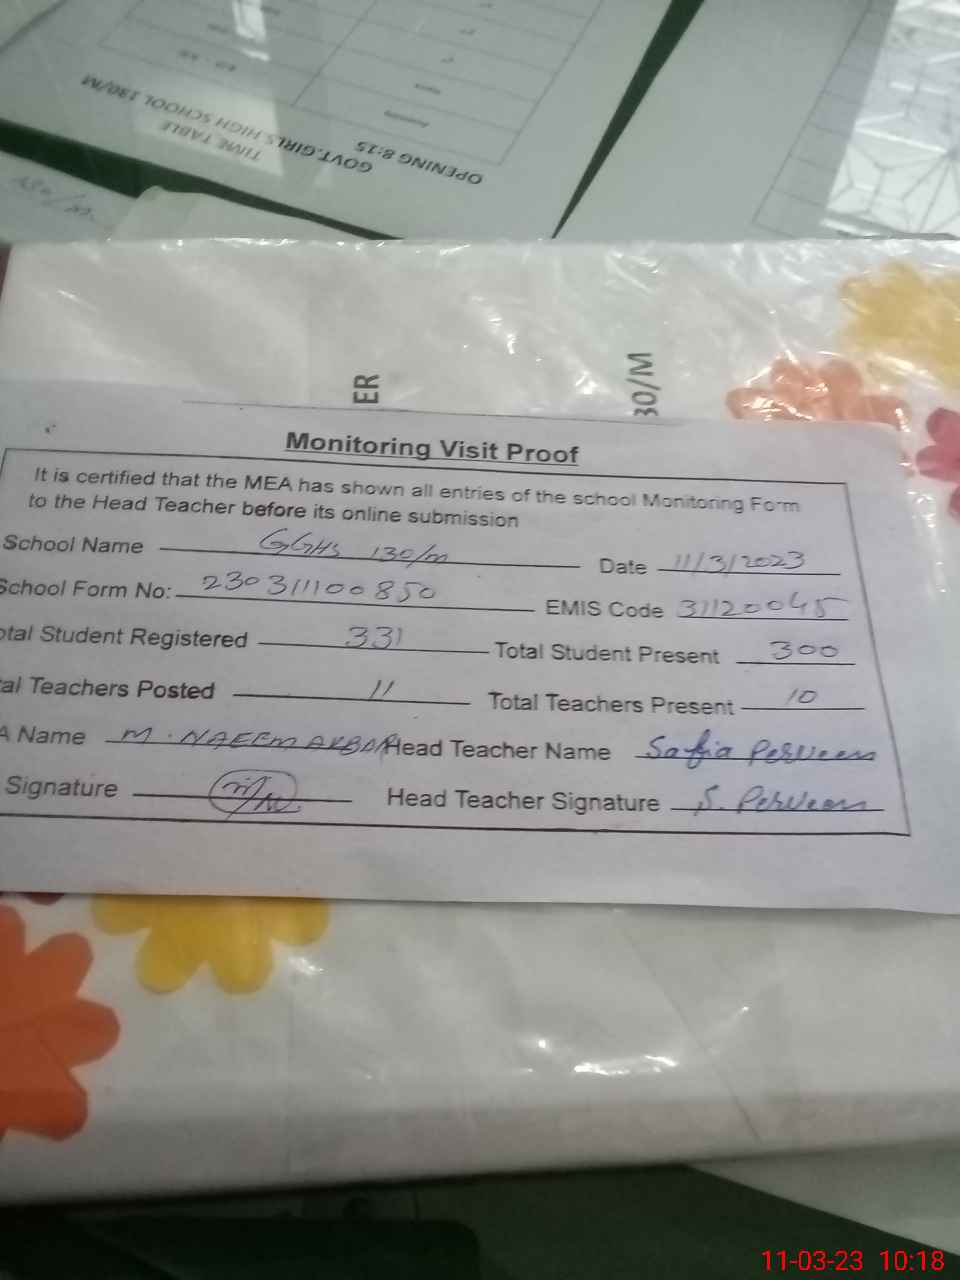 GOVT.GIRLS HIGH SCHOOL 130/M
TIME TABLE
OPENING 8:15
130/M
ER
30/M
Monitoring Visit Proof
It is certified that the MEA has shown all entries of the school Monitoring Form
to the Head Teacher before its online submission
School Name GGHS 130/m Date 11/3/2023
School Form No: 230311100850 EMIS Code 31120045
otal Student Registered 331 Total Student Present 300
al Teachers Posted 11 Total Teachers Present 10
A Name M. NAEEM AKBAR Head Teacher Name Safia Perveen
Signature Head Teacher Signature S. Perveen
11-03-23 10:18